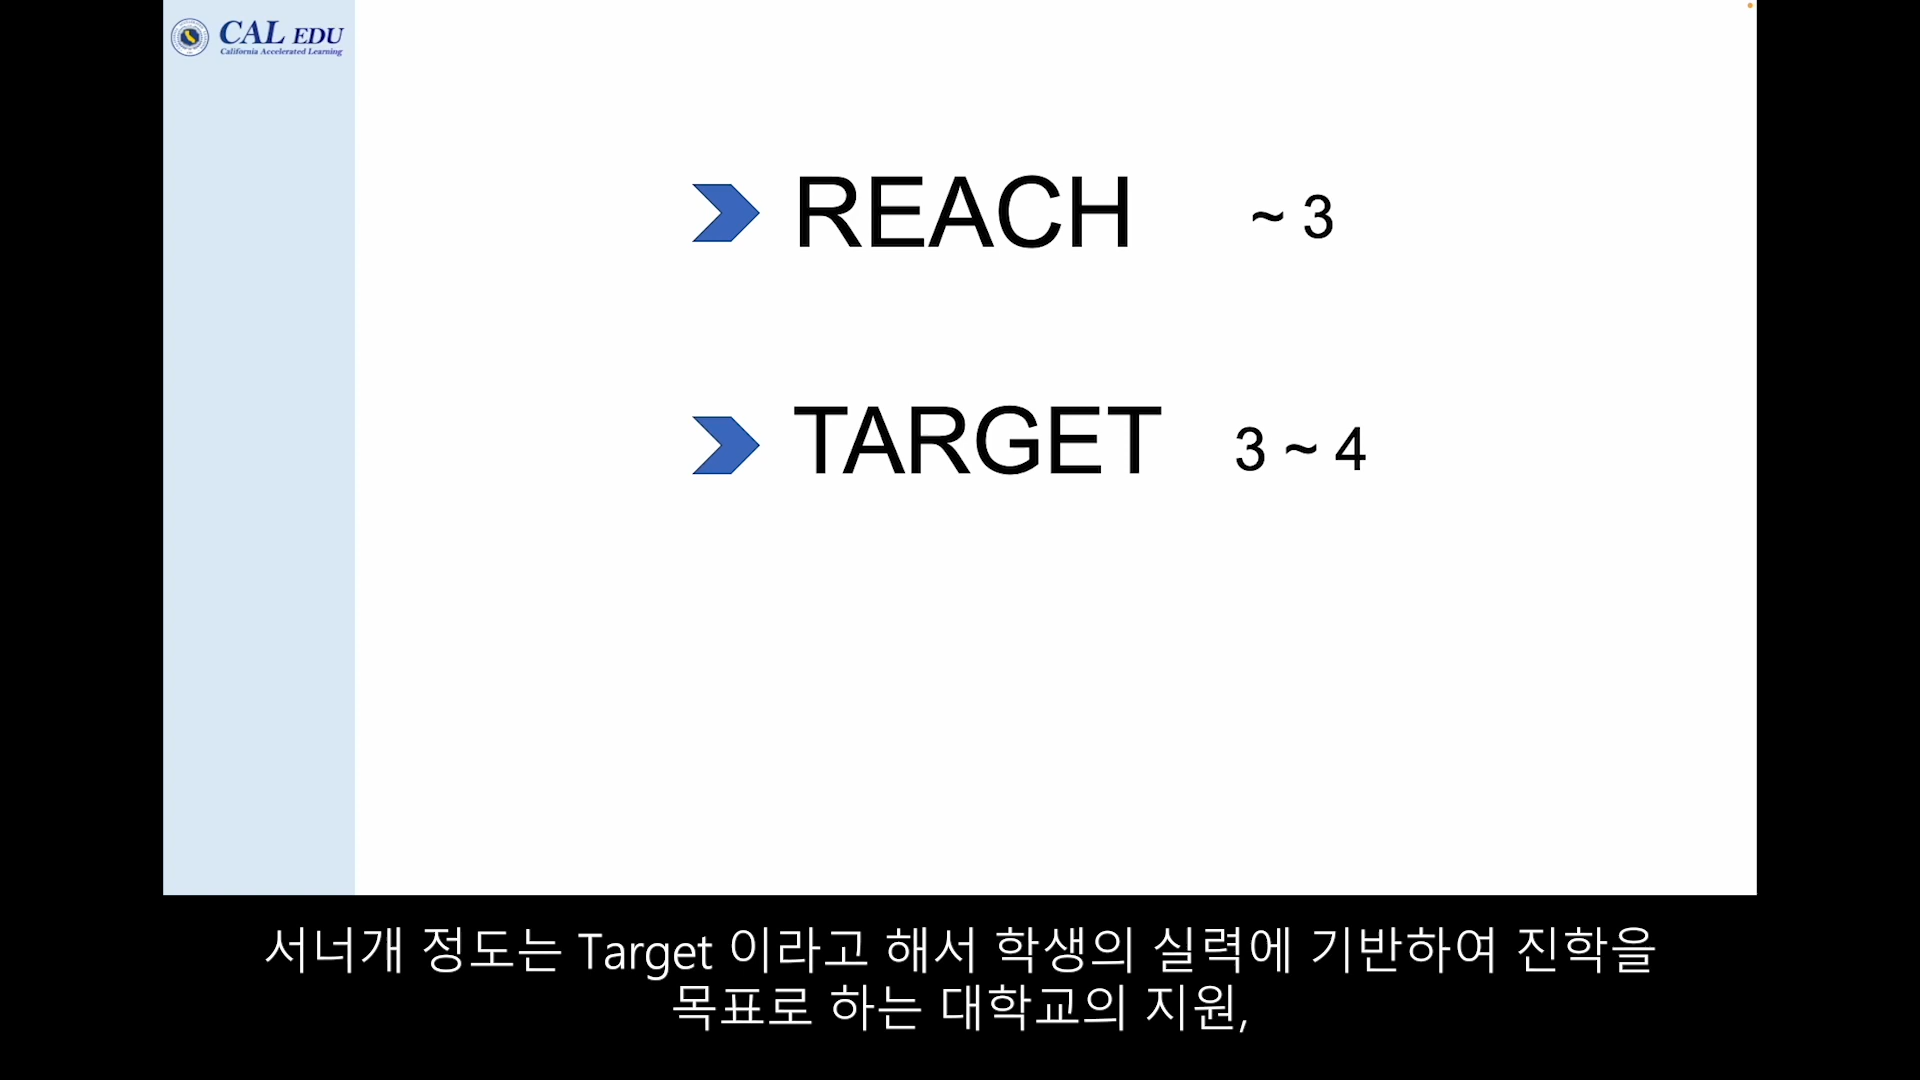 CAL EDU
California Accelerated Learning
REACH ~ 3
TARGET 3 ~ 4
서너개 정도는 Target 이라고 해서 학생의 실력에 기반하여 진학을
목표로 하는 대학교의 지원,